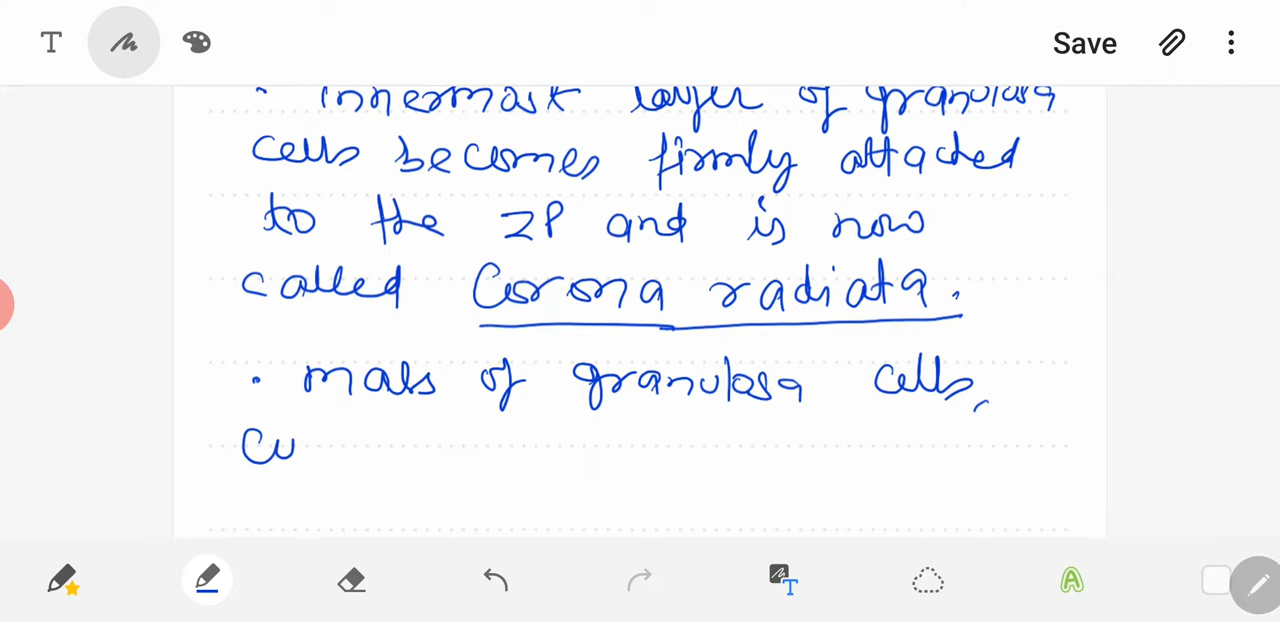 T
Save
· innermost layer of granulosa
cells becomes firmly attached
to the ZP and is now
called Corona radiata.
· mass of granulosa cells,
Cu
T
A